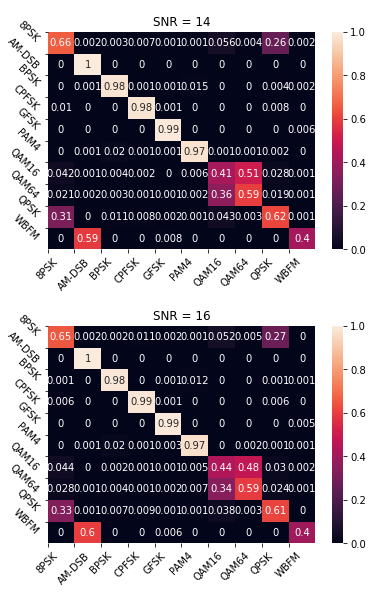 SNR = 14
8PSK 0.66 0.002 0.003 0.007 0.001 0.001 0.056 0.004 0.26 0.002
AM-DSB 0 1 0 0 0 0 0 0 0 0
BPSK 0 0.001 0.98 0.001 0.001 0.015 0 0 0.004 0.002
CPFSK 0.01 0 0 0.98 0.001 0 0 0 0.008 0
GFSK 0 0 0 0 0.99 0 0 0 0 0.006
PAM4 0 0.001 0.02 0.001 0.001 0.97 0.001 0.001 0.002 0
QAM16 0.042 0.001 0.004 0.002 0 0.006 0.41 0.51 0.028 0.001
QAM64 0.021 0.002 0.003 0.001 0.001 0.002 0.36 0.59 0.019 0.001
QPSK 0.31 0 0.011 0.008 0.002 0.001 0.043 0.003 0.62 0.001
WBFM 0 0.59 0 0 0.008 0 0 0 0 0.4
8PSK AM-DSB BPSK CPFSK GFSK PAM4 QAM16 QAM64 QPSK WBFM
1.0
0.8
0.6
0.4
0.2
0.0
SNR = 16
8PSK 0.65 0.002 0.002 0.011 0.002 0.001 0.052 0.005 0.27 0
AM-DSB 0 1 0 0 0 0 0 0 0 0
BPSK 0.001 0 0.98 0 0.001 0.012 0 0 0.001 0.001
CPFSK 0.006 0 0 0.99 0.001 0 0 0 0.006 0
GFSK 0 0 0 0 0.99 0 0 0 0 0.005
PAM4 0 0.001 0.02 0.001 0.003 0.97 0 0.002 0.001 0
QAM16 0.044 0 0.002 0.001 0.001 0.005 0.44 0.48 0.03 0.002
QAM64 0.028 0.001 0.004 0.001 0.002 0.007 0.34 0.59 0.024 0
QPSK 0.33 0.001 0.007 0.009 0.001 0.001 0.038 0.003 0.61 0
WBFM 0 0.6 0 0 0.006 0 0 0 0 0.4
8PSK AM-DSB BPSK CPFSK GFSK PAM4 QAM16 QAM64 QPSK WBFM
1.0
0.8
0.6
0.4
0.2
0.0